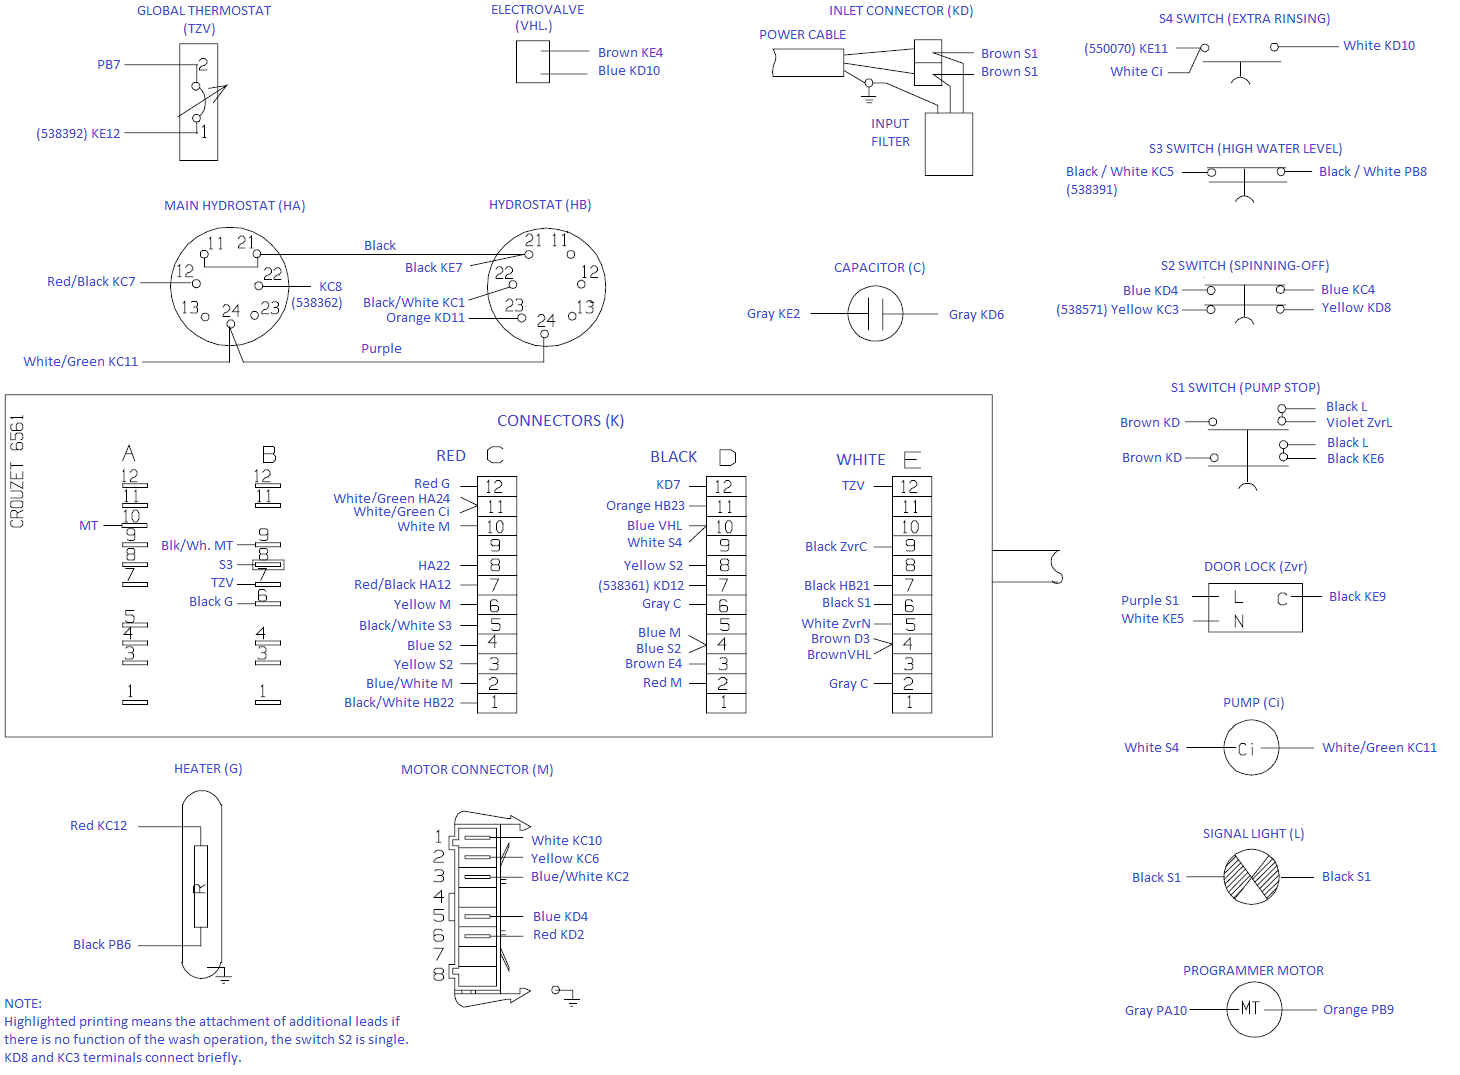 GLOBAL THERMOSTAT
(TZV)
PB7
2
(538392) KE12
1
ELECTROVALVE
(VHL.)
Brown KE4
Blue KD10
INLET CONNECTOR (KD)
POWER CABLE
Brown S1
Brown S1
INPUT
FILTER
S4 SWITCH (EXTRA RINSING)
(550070) KE11
White KD10
White Ci
S3 SWITCH (HIGH WATER LEVEL)
Black / White KC5
Black / White PB8
(538391)
MAIN HYDROSTAT (HA)
11 21
12
22
13
24
23
Red/Black KC7
KC8
(538362)
White/Green KC11
Black
Purple
HYDROSTAT (HB)
21 11
22
12
23
13
24
Black KE7
Black/White KC1
Orange KD11
CAPACITOR (C)
Gray KE2
Gray KD6
S2 SWITCH (SPINNING-OFF)
Blue KD4
Blue KC4
(538571) Yellow KC3
Yellow KD8
S1 SWITCH (PUMP STOP)
Brown KD
Black L
Violet ZvrL
Brown KD
Black L
Black KE6
CROUZET 6561
CONNECTORS (K)
A
12
11
MT
10
9
8
7
5
4
3
1
B
12
11
Blk/Wh. MT
9
S3
8
TZV
7
Black G
6
4
3
1
RED C
Red G
12
White/Green HA24
White/Green Ci
11
White M
10
9
HA22
8
Red/Black HA12
7
Yellow M
6
Black/White S3
5
Blue S2
4
Yellow S2
3
Blue/White M
2
Black/White HB22
1
BLACK D
KD7
12
Orange HB23
11
Blue VHL
10
White S4
9
Yellow S2
8
(538361) KD12
7
Gray C
6
5
Blue M
Blue S2
4
Brown E4
3
Red M
2
1
WHITE E
TZV
12
11
10
Black ZvrC
9
8
Black HB21
7
Black S1
6
White ZvrN
5
Brown D3
BrownVHL
4
3
Gray C
2
1
DOOR LOCK (Zvr)
Purple S1
L
C
Black KE9
White KE5
N
PUMP (Ci)
White S4
Ci
White/Green KC11
HEATER (G)
Red KC12
R
Black PB6
MOTOR CONNECTOR (M)
1
White KC10
2
Yellow KC6
3
Blue/White KC2
4
5
Blue KD4
6
Red KD2
7
8
SIGNAL LIGHT (L)
Black S1
Black S1
PROGRAMMER MOTOR
Gray PA10
MT
Orange PB9
NOTE:
Highlighted printing means the attachment of additional leads if
there is no function of the wash operation, the switch S2 is single.
KD8 and KC3 terminals connect briefly.